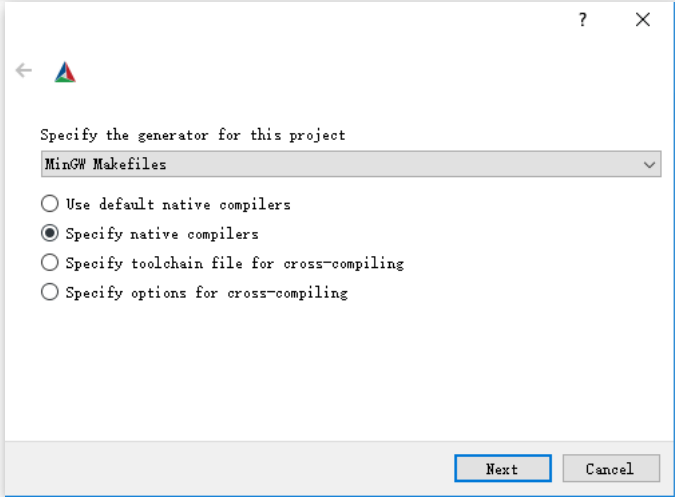 ?
Specify the generator for this project
MinGW Makefiles
Use default native compilers
Specify native compilers
Specify toolchain file for cross-compiling
Specify options for cross-compiling
Next
Cancel